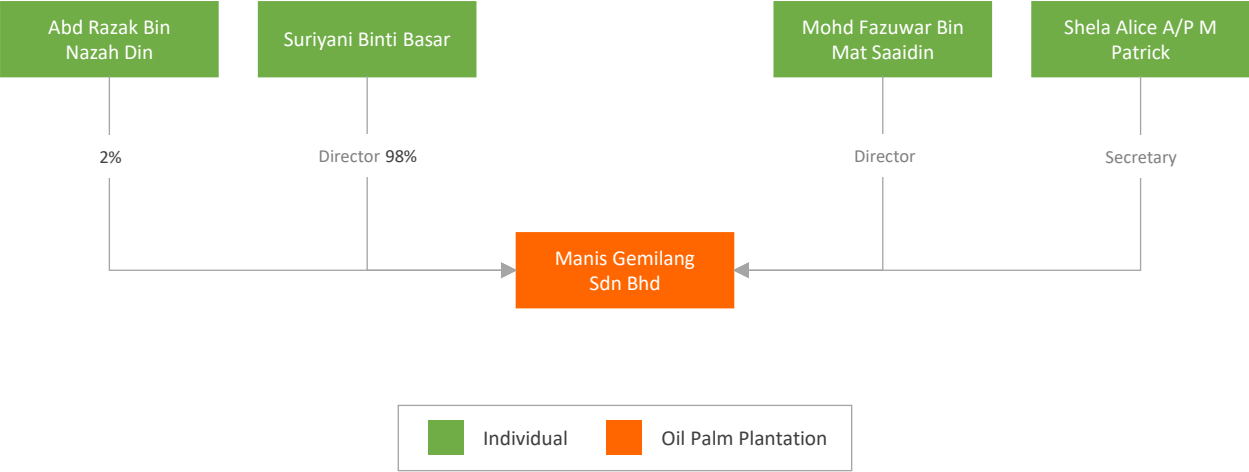 Abd Razak Bin
Nazah Din
Suriyani Binti Basar
Mohd Fazuwar Bin
Mat Saaidin
Shela Alice A/P M
Patrick
2%
Director 98%
Director
Secretary
Manis Gemilang
Sdn Bhd
Individual
Oil Palm Plantation